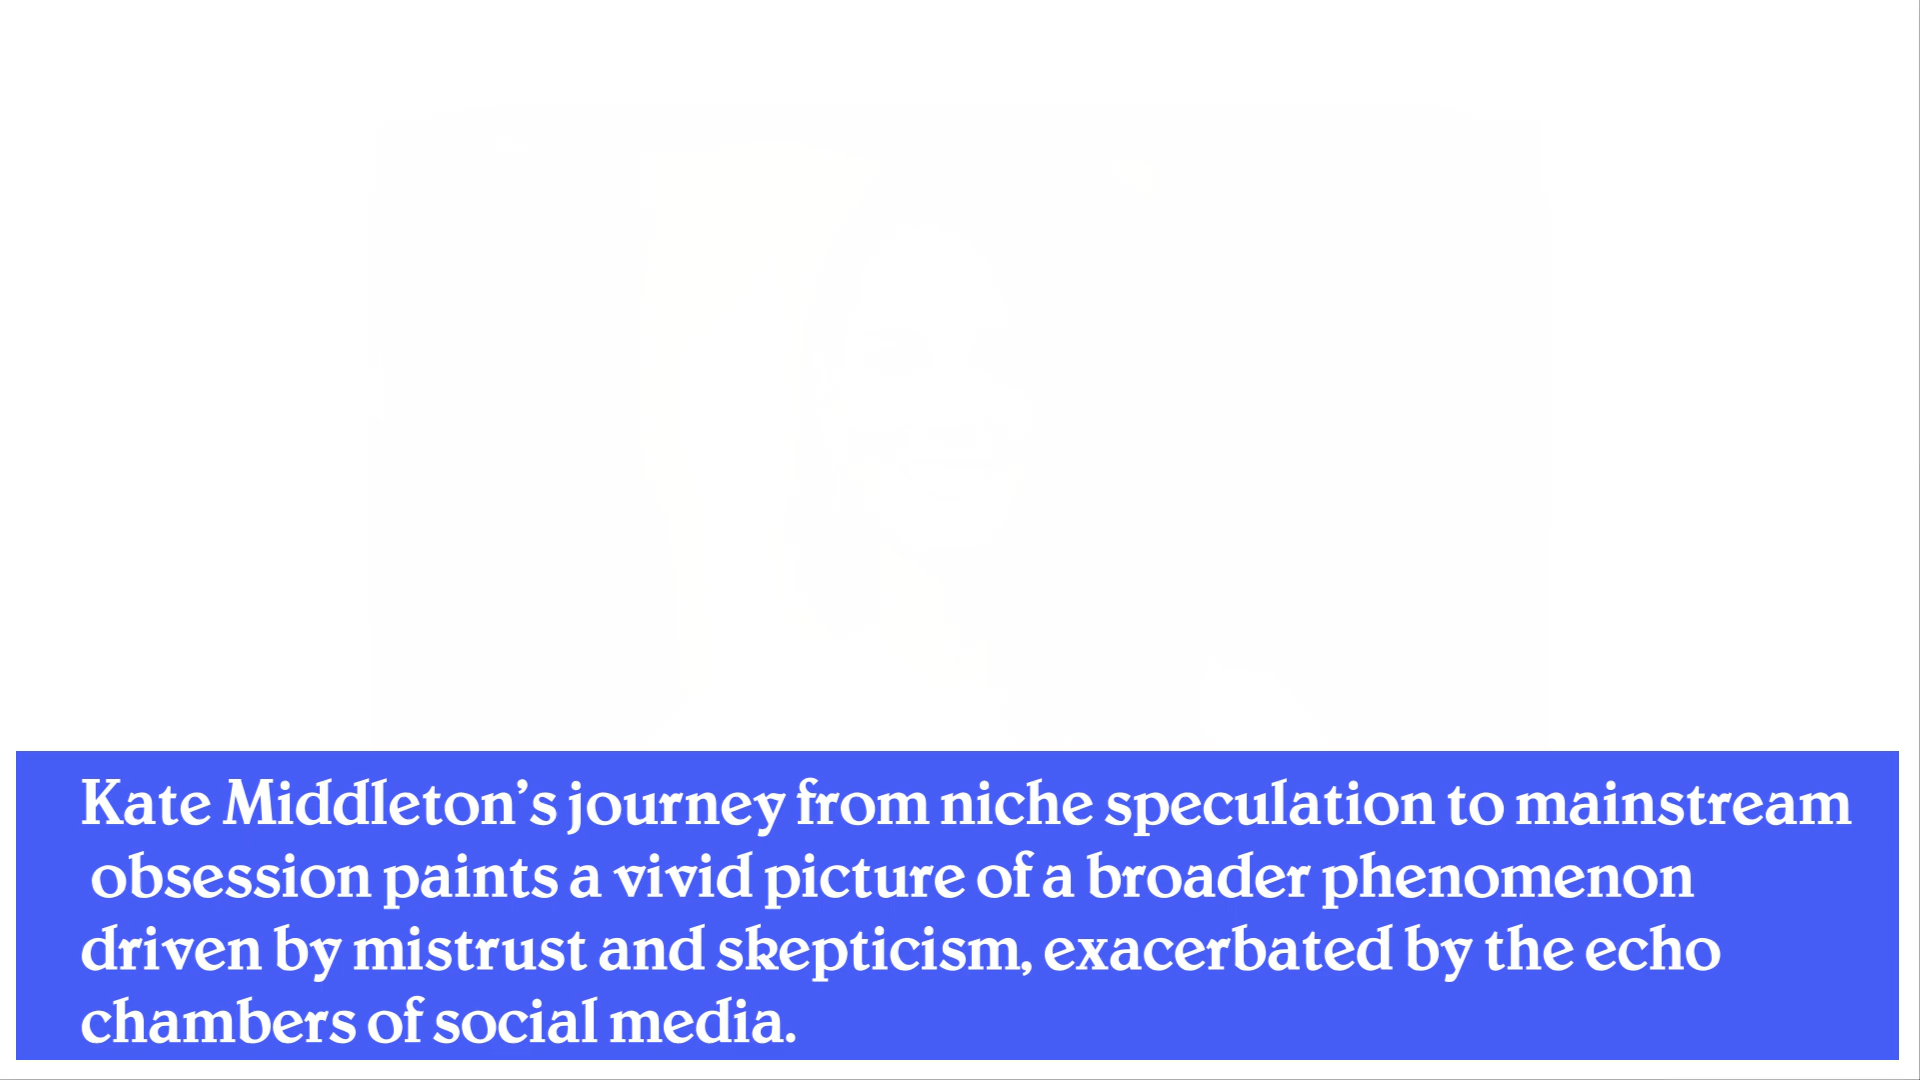 Kate Middleton’s journey from niche speculation to mainstream
obsession paints a vivid picture of a broader phenomenon
driven by mistrust and skepticism, exacerbated by the echo
chambers of social media.